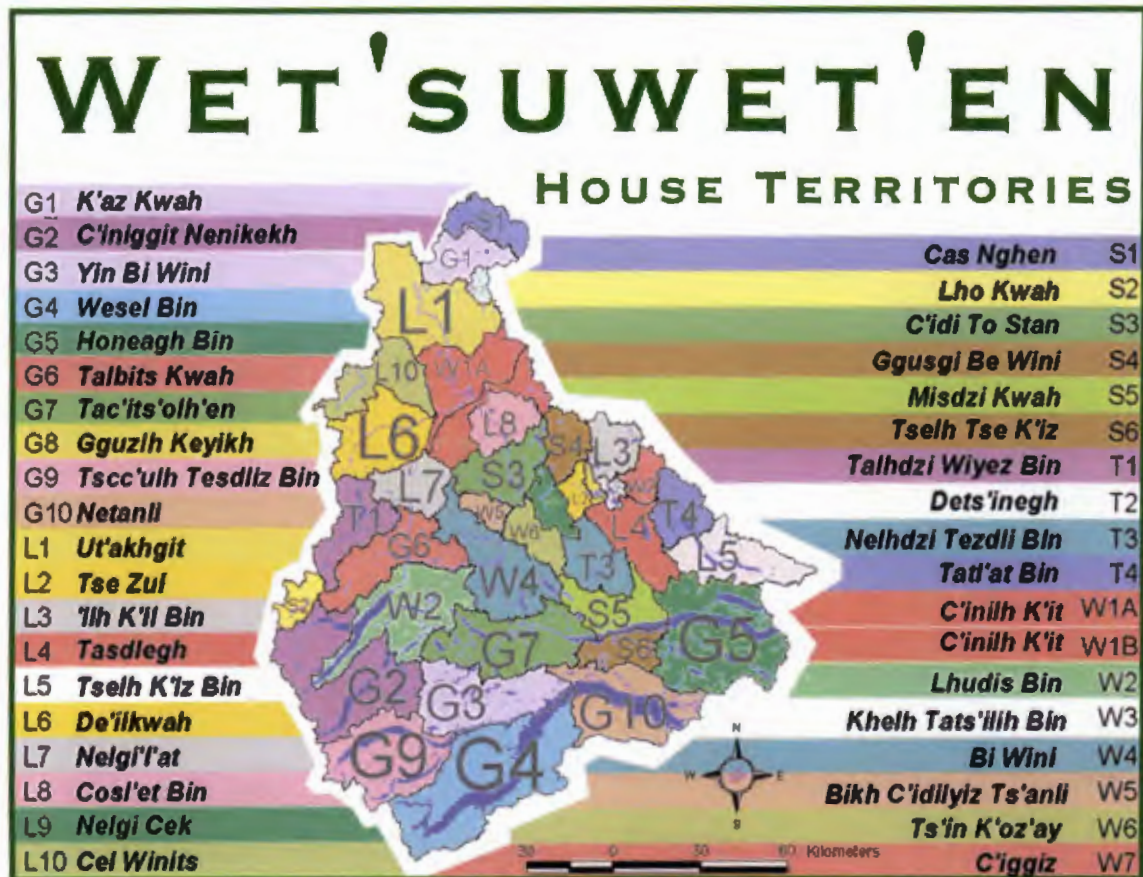 WET'SUWET'EN
HOUSE TERRITORIES
G1 K'az Kwah
G2 C'iniggit Nenikekh
G3 Yin Bi Wini
G4 Wesel Bin
G5 Honeagh Bin
G6 Talbits Kwah
G7 Tac'its'olh'en
G8 Gguzih Keyikh
G9 Tscc'ulh Tesdliz Bin
G10 Netanli
L1 Ut'akhgit
L2 Tse Zul
L3 'Ilh K'il Bin
L4 Tasdlegh
L5 Tselh K'iz Bin
L6 De'ilkwah
L7 Nelgi'l'at
L8 Cosl'et Bin
L9 Nelgi Cek
L10 Cel Winits
Cas Nghen S1
Lho Kwah S2
C'idi To Stan S3
Ggusgi Be Wini S4
Misdzi Kwah S5
Tselh Tse K'iz S6
Talhdzi Wiyez Bin T1
Dets'inegh T2
Nelhdzi Tezdli Bin T3
Tatl'at Bin T4
C'inilh K'it W1A
C'inilh K'it W1B
Lhudis Bin W2
Khelh Tats'ilih Bin W3
Bi Wini W4
Bikh C'idilyiz Ts'anli W5
Ts'in K'oz'ay W6
C'iggiz W7
S1
G1
L1
L10
W1A
L6
L8
S4
L3
L7
S3
T1
W5
W6
L4
T4
G6
W4
T3
L5
W2
S5
G7
S6
G5
G2
G3
G10
G9
G4
N
W E
S
30 0 30 60 Kilometers